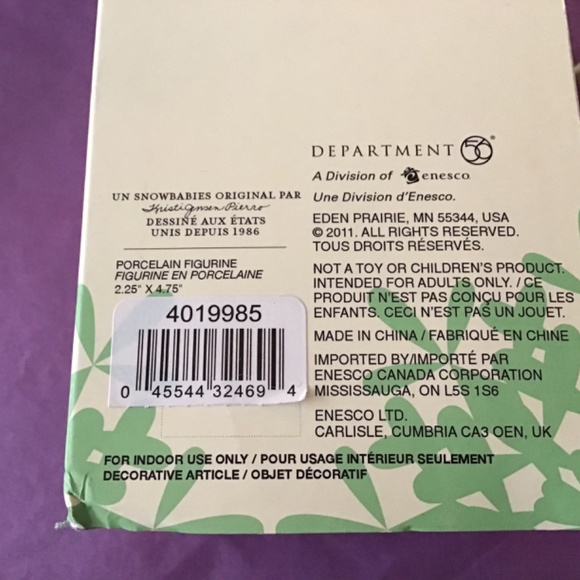 DEPARTMENT 56®
A Division of enesco
Une Division d'Enesco.
EDEN PRAIRIE, MN 55344, USA
© 2011. ALL RIGHTS RESERVED.
TOUS DROITS RÉSERVÉS.
UN SNOWBABIES ORIGINAL PAR
Kristi Jensen Pierro
DESSINÉ AUX ÉTATS
UNIS DEPUIS 1986
PORCELAIN FIGURINE
FIGURINE EN PORCELAINE
2.25" X 4.75"
4019985
0 45544 32469 4
NOT A TOY OR CHILDREN'S PRODUCT.
INTENDED FOR ADULTS ONLY. / CE
PRODUIT N'EST PAS CONÇU POUR LES
ENFANTS. CECI N'EST PAS UN JOUET.
MADE IN CHINA / FABRIQUÉ EN CHINE
IMPORTED BY/IMPORTÉ PAR
ENESCO CANADA CORPORATION
MISSISSAUGA, ON L5S 1S6
ENESCO LTD.
CARLISLE, CUMBRIA CA3 OEN, UK
FOR INDOOR USE ONLY / POUR USAGE INTÉRIEUR SEULEMENT
DECORATIVE ARTICLE / OBJET DÉCORATIF